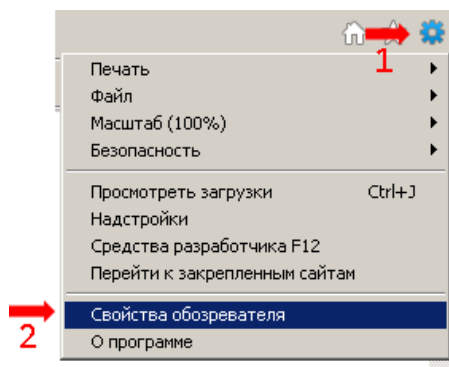 1
Печать
Файл
Масштаб (100%)
Безопасность
Просмотреть загрузки Ctrl+J
Надстройки
Средства разработчика F12
Перейти к закрепленным сайтам
2 Свойства обозревателя
О программе